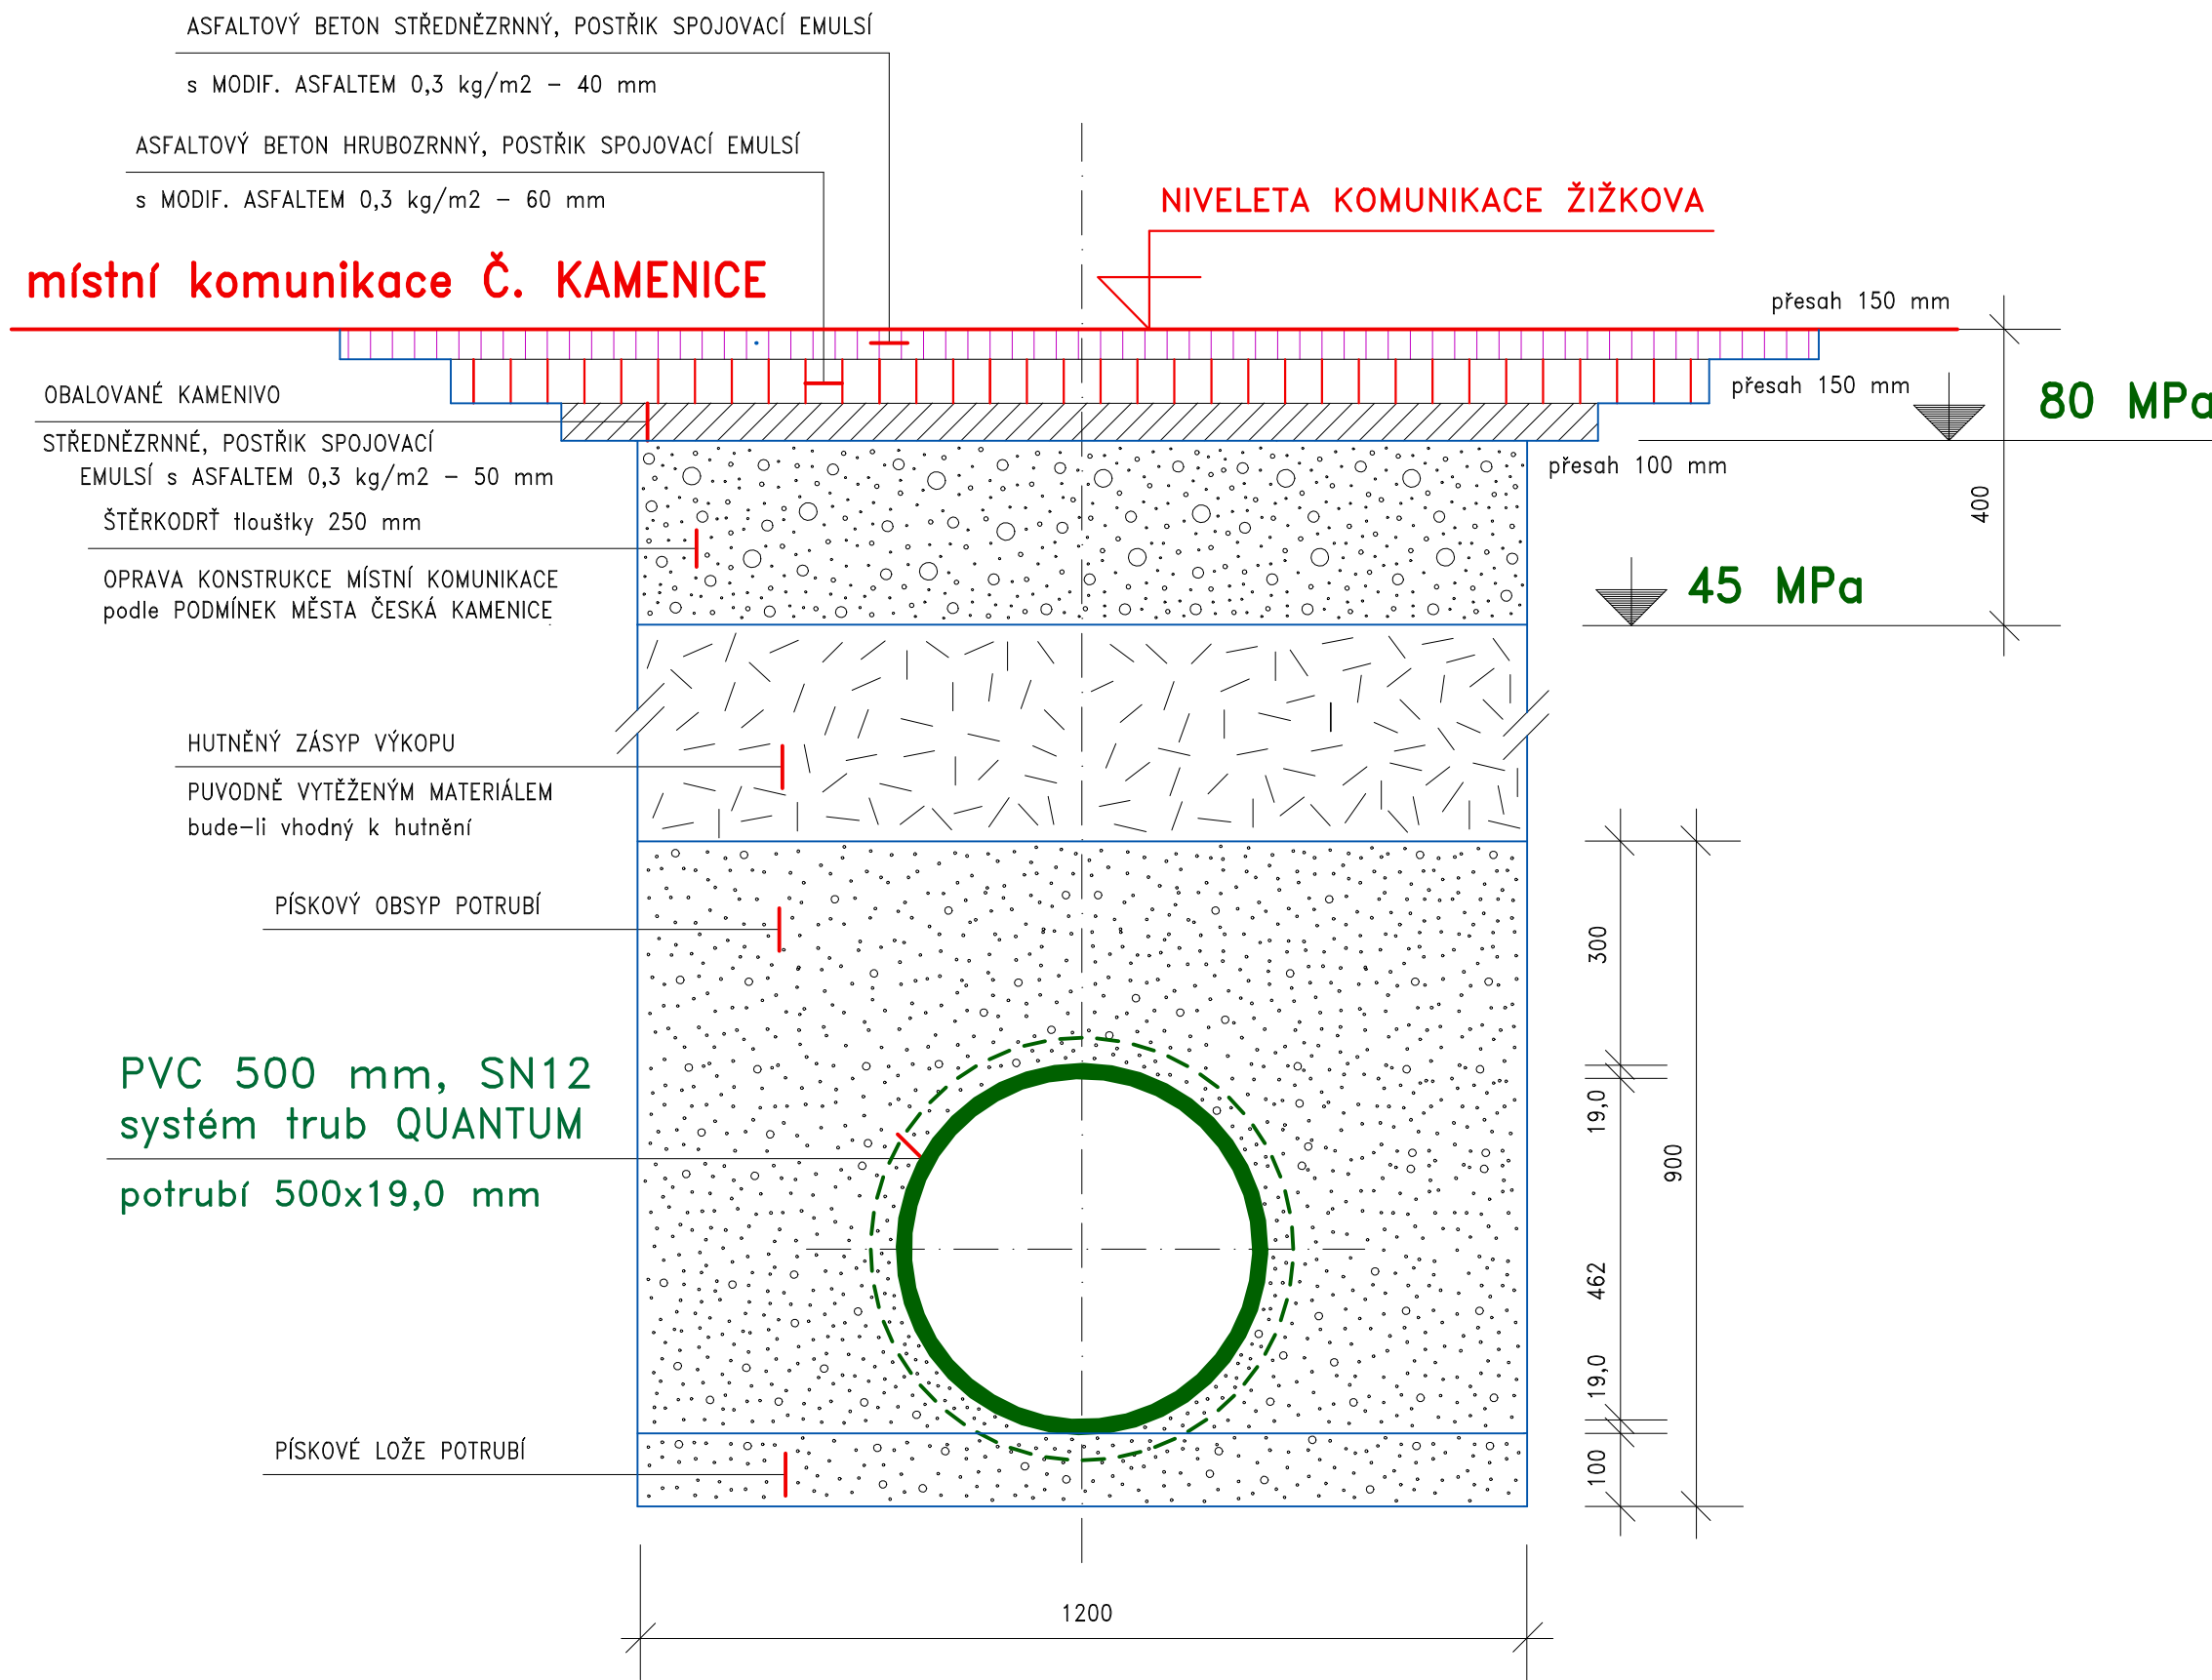 ASFALTOVÝ BETON STŘEDNĚZRNNÝ, POSTŘIK SPOJOVACÍ EMULSÍ
s MODIF. ASFALTEM 0,3 kg/m2 – 40 mm
ASFALTOVÝ BETON HRUBOZRNNÝ, POSTŘIK SPOJOVACÍ EMULSÍ
s MODIF. ASFALTEM 0,3 kg/m2 – 60 mm
NIVELETA KOMUNIKACE ŽIŽKOVA
místní komunikace Č. KAMENICE
přesah 150 mm
přesah 150 mm
80 MPa
OBALOVANÉ KAMENIVO
STŘEDNĚZRNNÉ, POSTŘIK SPOJOVACÍ
EMULSÍ s ASFALTEM 0,3 kg/m2 – 50 mm
přesah 100 mm
400
ŠTĚRKODRŤ tlouštky 250 mm
OPRAVA KONSTRUKCE MÍSTNÍ KOMUNIKACE
podle PODMÍNEK MĚSTA ČESKÁ KAMENICE
45 MPa
HUTNĚNÝ ZÁSYP VÝKOPU
PUVODNĚ VYTĚŽENÝM MATERIÁLEM
bude–li vhodný k hutnění
PÍSKOVÝ OBSYP POTRUBÍ
300
PVC 500 mm, SN12
systém trub QUANTUM
potrubí 500x19,0 mm
19,0
900
462
19,0
PÍSKOVÉ LOŽE POTRUBÍ
100
1200